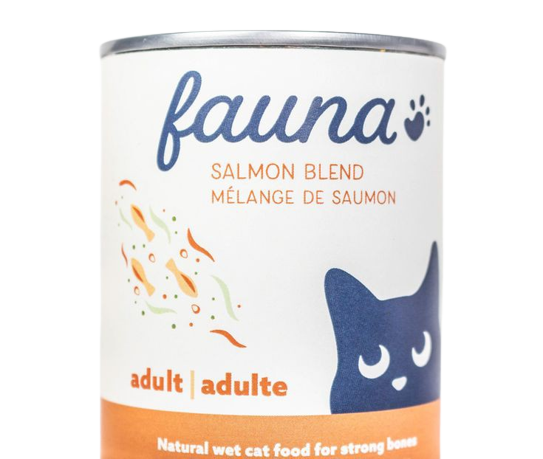 fauna
SALMON BLEND
MÉLANGE DE SAUMON
adult | adulte
Natural wet cat food for strong bones